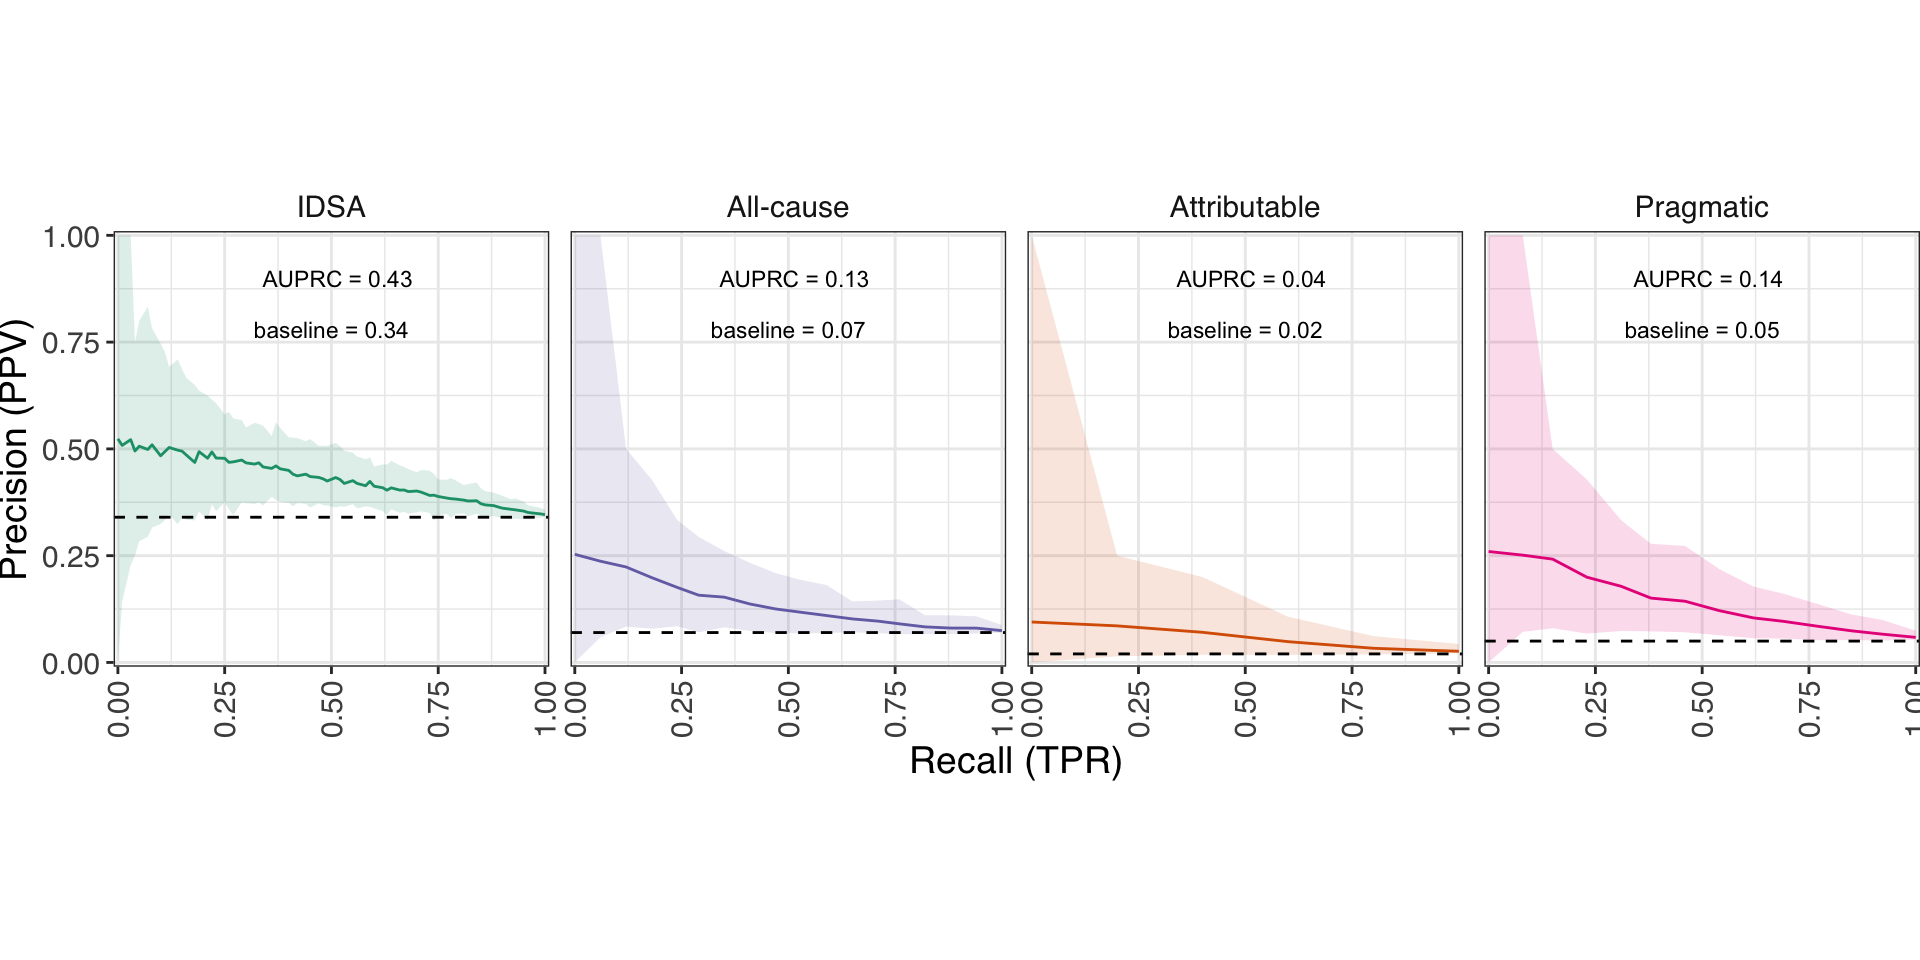 IDSA
All-cause
Attributable
Pragmatic
Precision (PPV)
1.00
0.75
0.50
0.25
0.00
AUPRC = 0.43
baseline = 0.34
AUPRC = 0.13
baseline = 0.07
AUPRC = 0.04
baseline = 0.02
AUPRC = 0.14
baseline = 0.05
0.00 0.25 0.50 0.75 1.00
0.00 0.25 0.50 0.75 1.00
0.00 0.25 0.50 0.75 1.00
0.00 0.25 0.50 0.75 1.00
Recall (TPR)